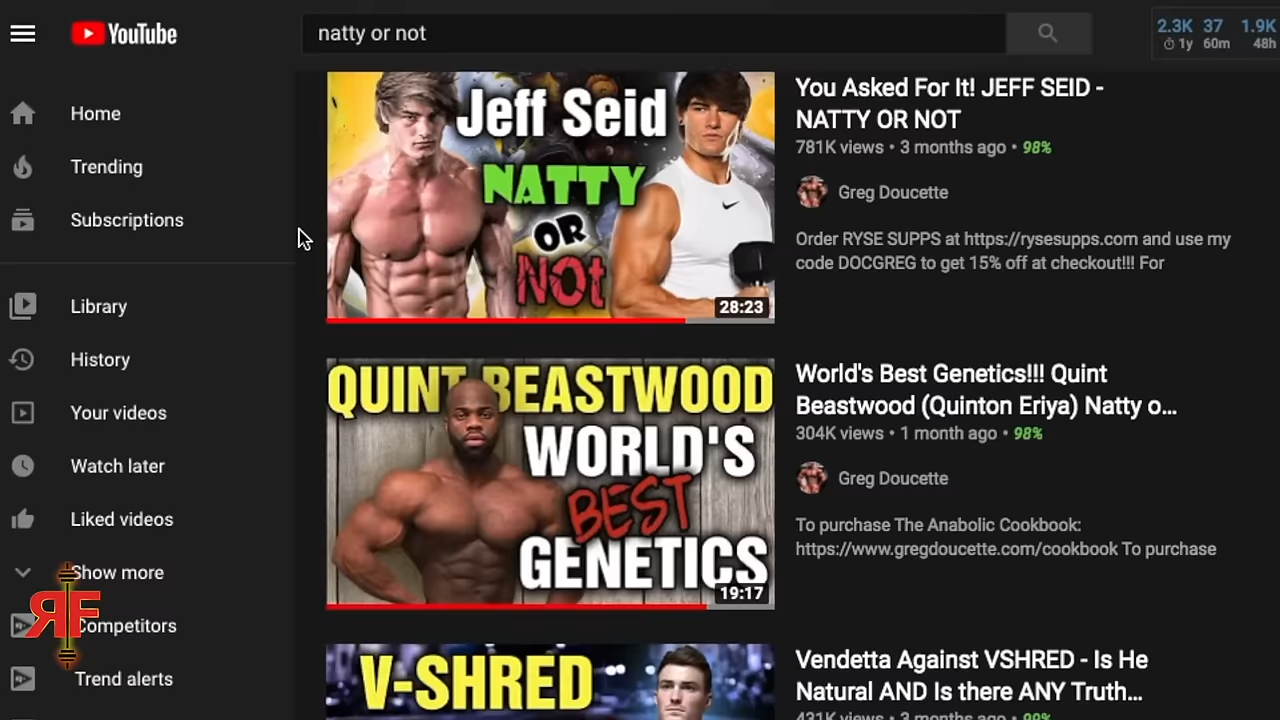 YouTube
natty or not
2.3K 37 1.9K
1y 60m 48h
Home
Trending
Subscriptions
Library
History
Your videos
Watch later
Liked videos
Show more
Competitors
Trend alerts
RF
Jeff Seid
NATTY
OR
NOt
28:23
You Asked For It! JEFF SEID -
NATTY OR NOT
781K views • 3 months ago • 98%
Greg Doucette
Order RYSE SUPPS at https://rysesupps.com and use my
code DOCGREG to get 15% off at checkout!!! For
QUINT BEASTWOOD
WORLD'S
BEST
GENETICS
19:17
World's Best Genetics!!! Quint
Beastwood (Quinton Eriya) Natty o...
304K views • 1 month ago • 98%
Greg Doucette
To purchase The Anabolic Cookbook:
https://www.gregdoucette.com/cookbook To purchase
V-SHRED
Vendetta Against VSHRED - Is He
Natural AND Is there ANY Truth...
431K views • 3 months ago • 99%